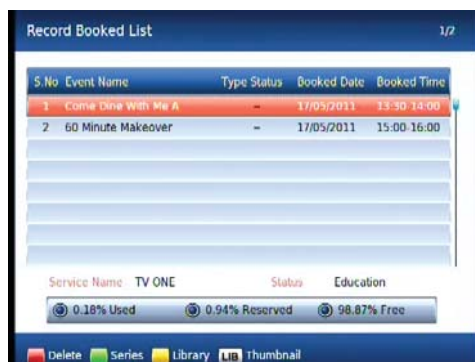 Record Booked List 1/2
S.No Event Name Type Status Booked Date Booked Time
1 Come Dine With Me A – 17/05/2011 13:30-14:00
2 60 Minute Makeover – 17/05/2011 15:00-16:00
Service Name TV ONE Status Education
0.18% Used 0.94% Reserved 98.87% Free
Delete Series Library LIB Thumbnail